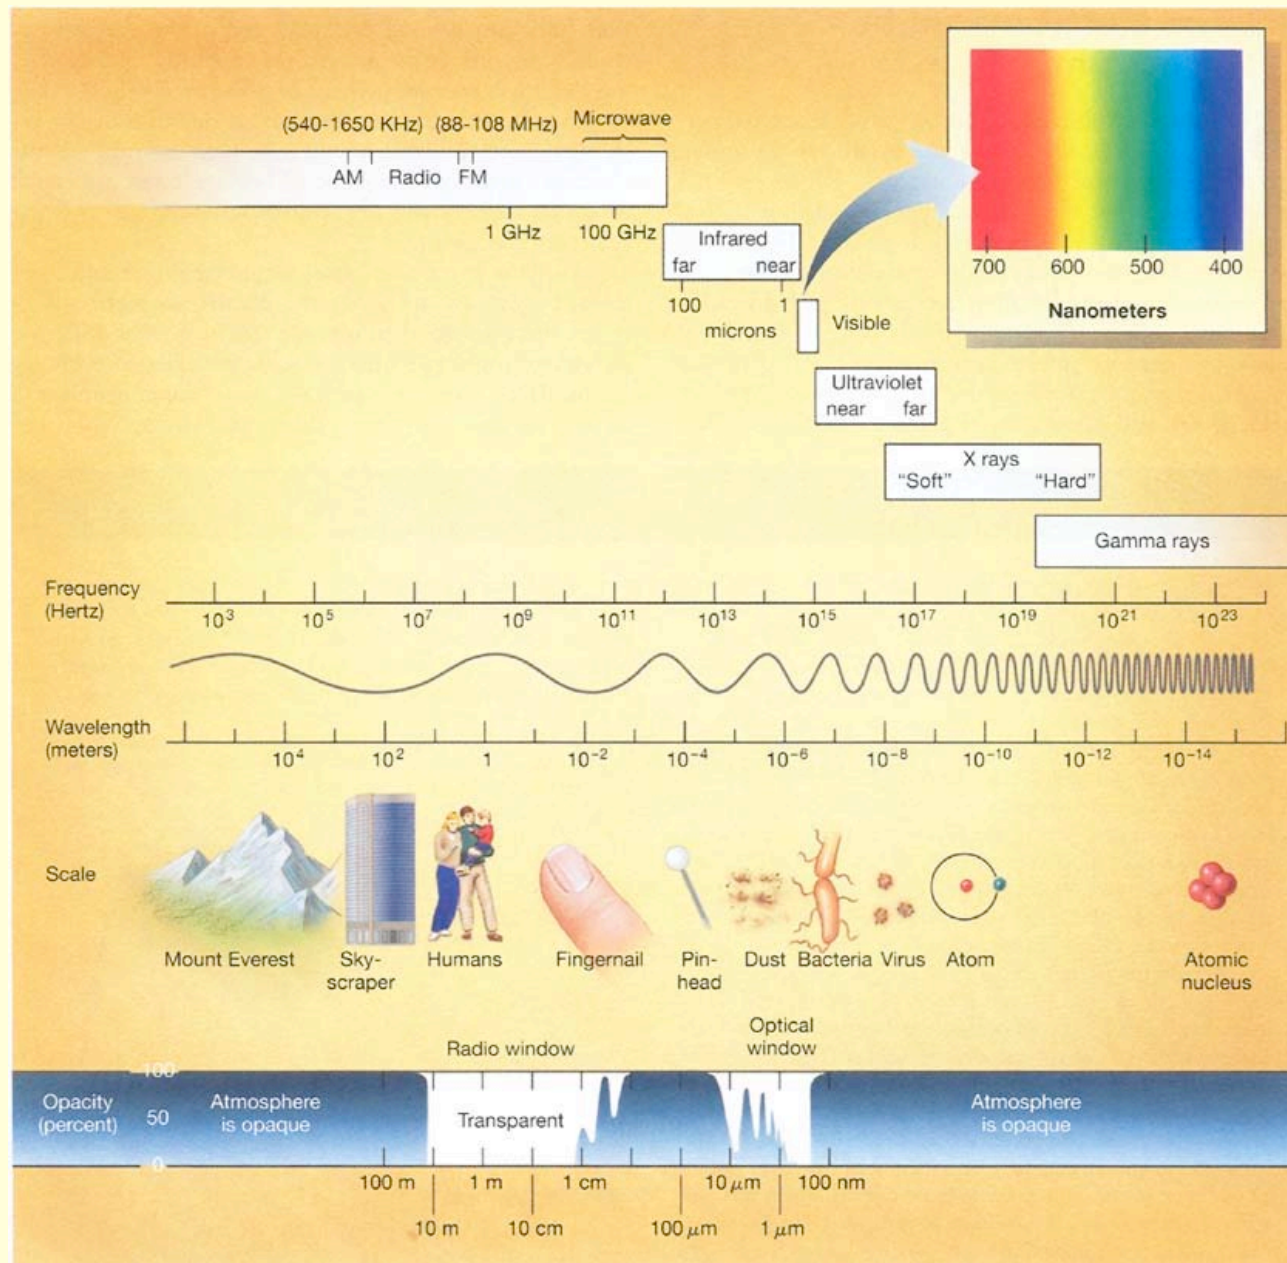 (540-1650 KHz) (88-108 MHz) Microwave
AM Radio FM
1 GHz 100 GHz
Infrared
far near
100 1
microns
Visible
700 600 500 400
Nanometers
Ultraviolet
near far
X rays
“Soft” “Hard”
Gamma rays
Frequency
(Hertz)
10³ 10⁵ 10⁷ 10⁹ 10¹¹ 10¹³ 10¹⁵ 10¹⁷ 10¹⁹ 10²¹ 10²³
Wavelength
(meters)
10⁴ 10² 1 10⁻² 10⁻⁴ 10⁻⁶ 10⁻⁸ 10⁻¹⁰ 10⁻¹² 10⁻¹⁴
Scale
Mount Everest
Sky-
scraper
Humans
Fingernail
Pin-
head
Dust
Bacteria
Virus
Atom
Atomic
nucleus
Radio window
Optical
window
Opacity
(percent)
100
50
0
Atmosphere
is opaque
Transparent
Atmosphere
is opaque
100 m 1 m 1 cm 10 μm 100 nm
10 m 10 cm 100 μm 1 μm